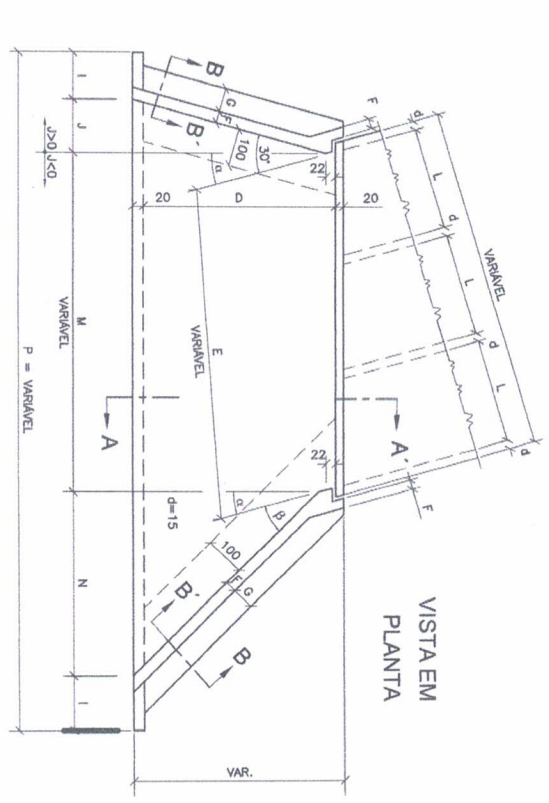 VISTA EM
PLANTA
VARIÁVEL
d
L
d
L
d
L
d
F
F
20
D
20
22
22
B
B'
G
F
100
30°
α
J>0
J<0
E
VARIÁVEL
A
A'
d=15
α
β
100
F
G
B'
B
I
J
M
VARIÁVEL
N
I
P = VARIÁVEL
VAR.